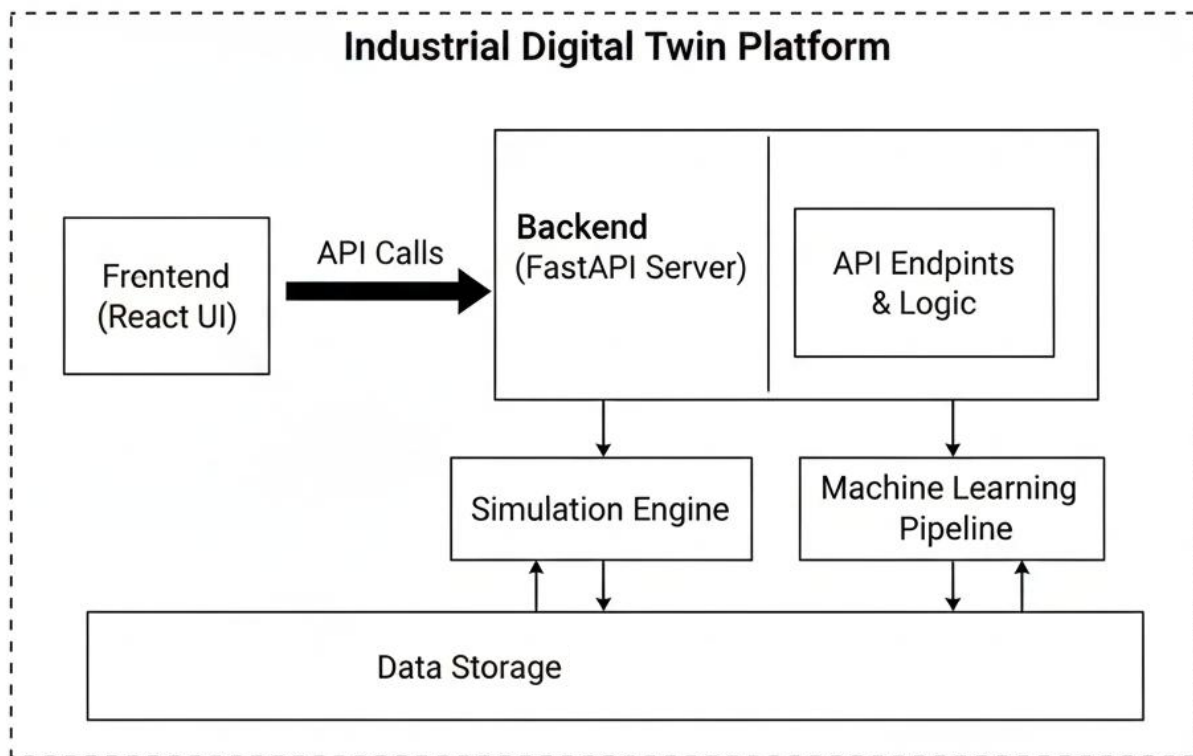 Industrial Digital Twin Platform
Frentend
(React UI)
API Calls
Backend
(FastAPI Server)
API Endpints
& Logic
Simulation Engine
Machine Learning
Pipeline
Data Storage